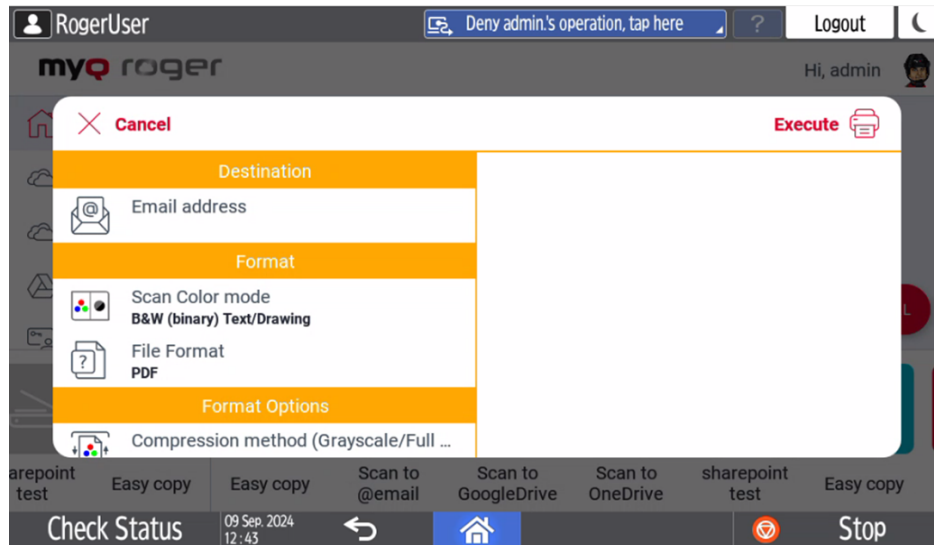 RogerUser
Deny admin.'s operation, tap here
?
Logout
myQ roger
Hi, admin
Cancel
Execute
Destination
@
Email address
Format
Scan Color mode
B&W (binary) Text/Drawing
File Format
?
PDF
L
Format Options
Compression method (Grayscale/Full ...
arepoint
test
Easy copy
Easy copy
Scan to
@email
Scan to
GoogleDrive
Scan to
OneDrive
sharepoint
test
Easy copy
Check Status
09 Sep. 2024
12:43
Stop